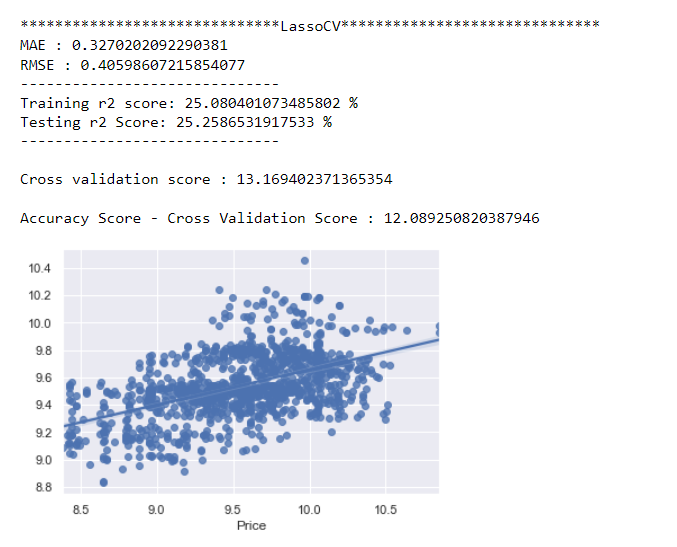 ******************************LassoCV******************************
MAE : 0.3270202092290381
RMSE : 0.40598607215854077
------------------------------
Training r2 score: 25.080401073485802 %
Testing r2 Score: 25.2586531917533 %
------------------------------
Cross validation score : 13.169402371365354
Accuracy Score - Cross Validation Score : 12.089250820387946
10.4
10.2
10.0
9.8
9.6
9.4
9.2
9.0
8.8
8.5 9.0 9.5 10.0 10.5
Price